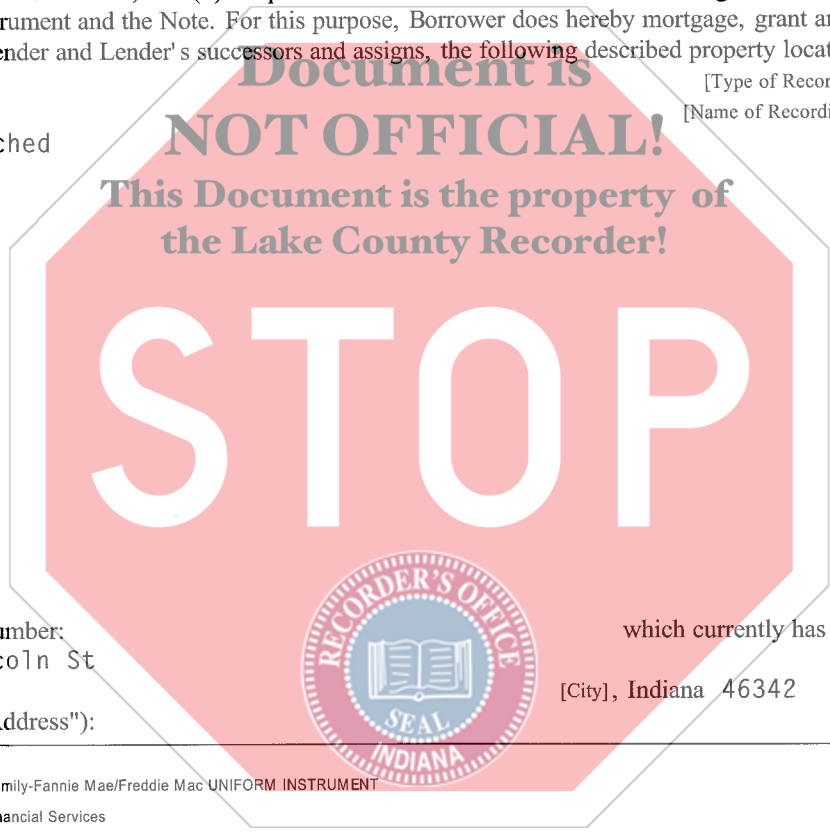 rument and the Note. For this purpose, Borrower does hereby mortgage, grant
ender and Lender's successors and assigns, the following described property locat
Document is
[Type of Recor
NOT OFFICIAL!
[Name of Recordi
ched
This Document is the property of
the Lake County Recorder!
STOP
RECORDER'S OFFICE
SEAL
INDIANA
umber:
which currently has
coln St
[City], Indiana 46342
Address"):
mily-Fannie Mae/Freddie Mac UNIFORM INSTRUMENT
nancial Services